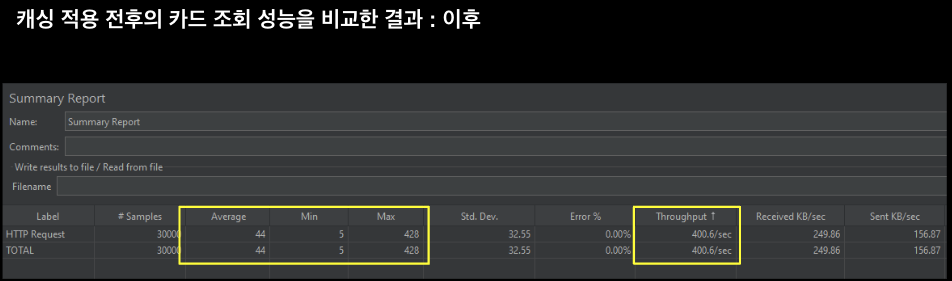 캐싱 적용 전후의 카드 조회 성능을 비교한 결과 : 이후
Summary Report
Name: Summary Report
Comments:
Write results to file / Read from file
Filename
Label # Samples Average Min Max Std. Dev. Error % Throughput ↑ Received KB/sec Sent KB/sec
HTTP Request 30000 44 5 428 32.55 0.00% 400.6/sec 249.86 156.87
TOTAL 30000 44 5 428 32.55 0.00% 400.6/sec 249.86 156.87